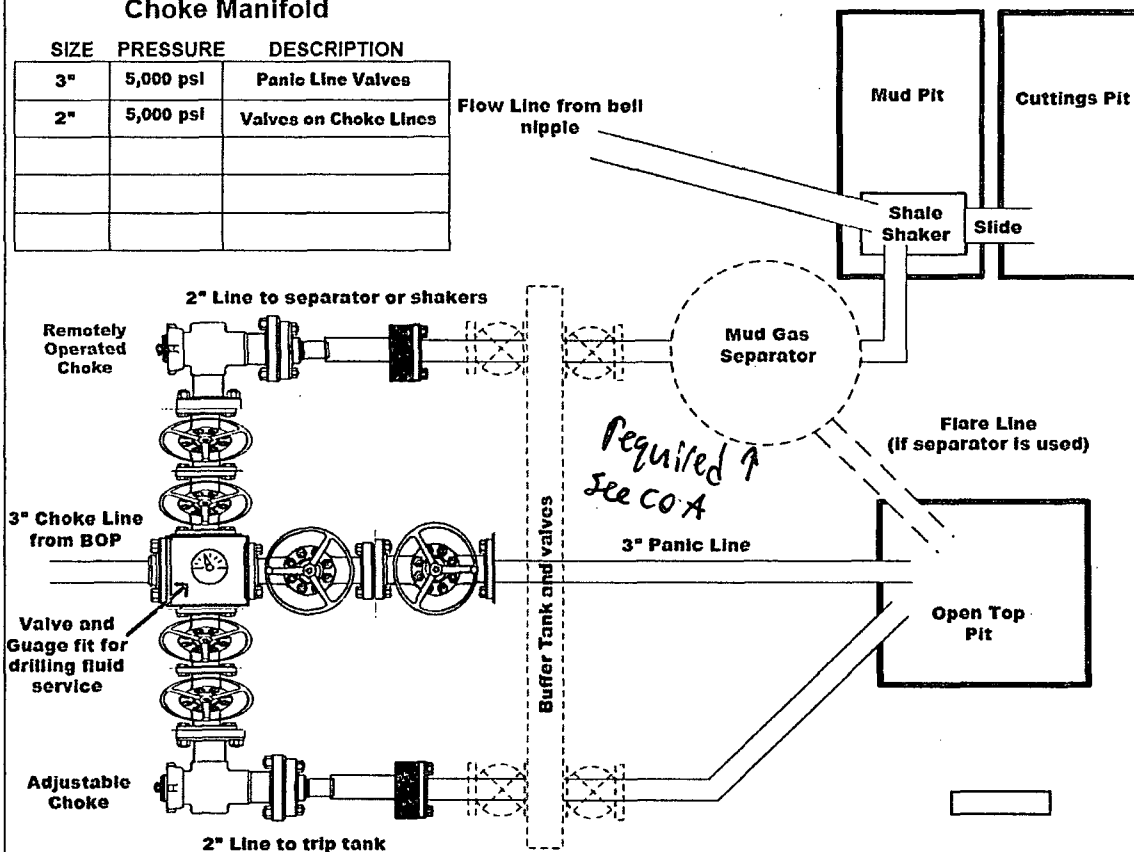 Choke Manifold
SIZE PRESSURE DESCRIPTION
3" 5,000 psi Panic Line Valves
2" 5,000 psi Valves on Choke Lines
Flow Line from bell
nipple
Mud Pit
Cuttings Pit
Shale
Shaker
Slide
2" Line to separator or shakers
Remotely
Operated
Choke
Mud Gas
Separator
Required ↑
see COA
Flare Line
(if separator is used)
3" Choke Line
from BOP
3" Panic Line
Buffer Tank and valves
Open Top
Pit
Valve and
Guage fit for
drilling fluid
service
Adjustable
Choke
2" Line to trip tank